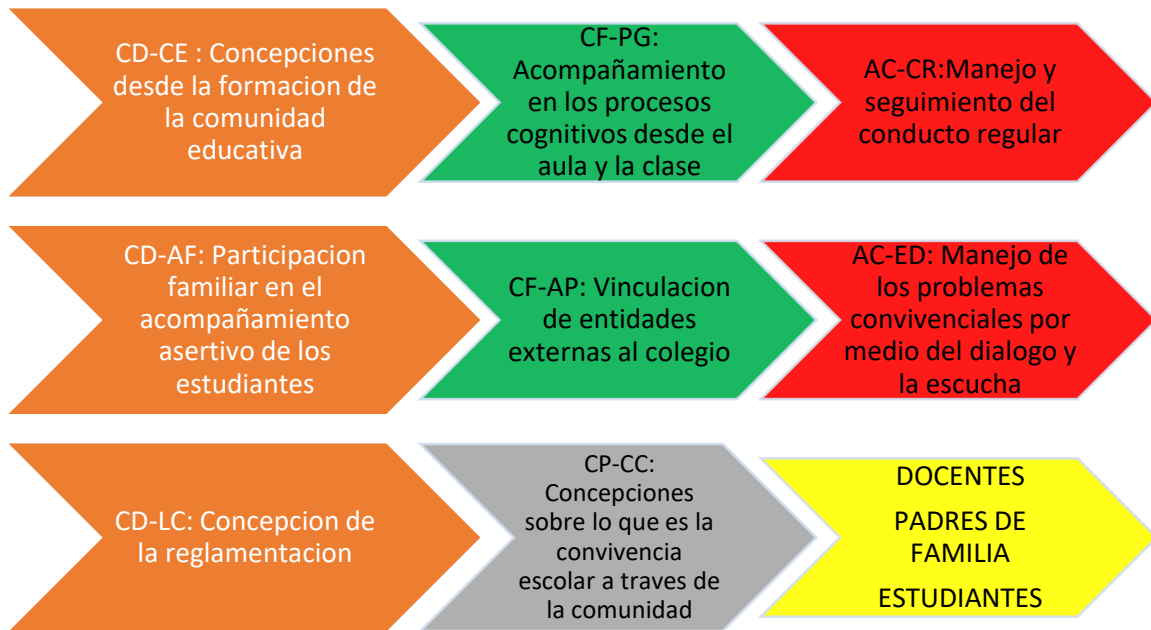 CD-CE : Concepciones
desde la formacion de
la comunidad
educativa
CF-PG:
Acompañamiento
en los procesos
cognitivos desde el
aula y la clase
AC-CR:Manejo y
seguimiento del
conducto regular
CD-AF: Participacion
familiar en el
acompañamiento
asertivo de los
estudiantes
CF-AP: Vinculacion
de entidades
externas al colegio
AC-ED: Manejo de
los problemas
convivenciales por
medio del dialogo y
la escucha
CD-LC: Concepcion de
la reglamentacion
CP-CC:
Concepciones
sobre lo que es la
convivencia
escolar a traves de
la comunidad
DOCENTES
PADRES DE
FAMILIA
ESTUDIANTES